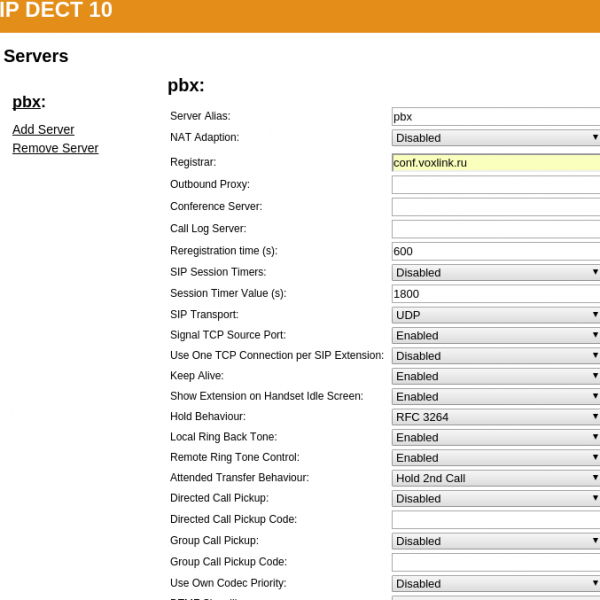 IP DECT 10
Servers
pbx:
Add Server
Remove Server
pbx:
Server Alias: pbx
NAT Adaption: Disabled
Registrar: conf.voxlink.ru
Outbound Proxy:
Conference Server:
Call Log Server:
Reregistration time (s): 600
SIP Session Timers: Disabled
Session Timer Value (s): 1800
SIP Transport: UDP
Signal TCP Source Port: Enabled
Use One TCP Connection per SIP Extension: Disabled
Keep Alive: Enabled
Show Extension on Handset Idle Screen: Enabled
Hold Behaviour: RFC 3264
Local Ring Back Tone: Enabled
Remote Ring Tone Control: Enabled
Attended Transfer Behaviour: Hold 2nd Call
Directed Call Pickup: Disabled
Directed Call Pickup Code:
Group Call Pickup: Disabled
Group Call Pickup Code:
Use Own Codec Priority: Disabled